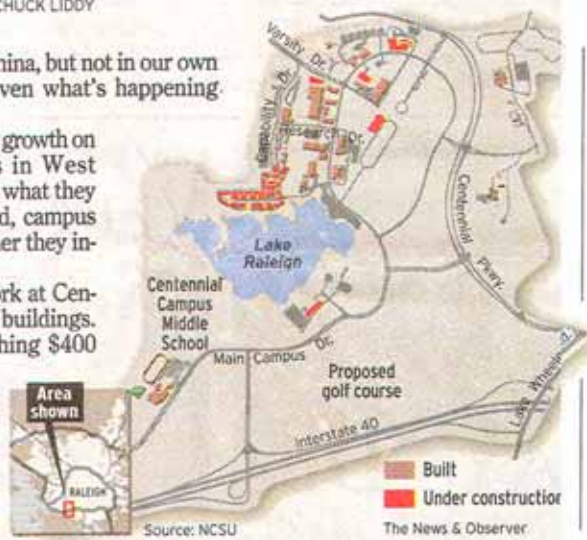 CHUCK LIDDY
hina, but not in our own
ven what's happening
growth on
s in West
what they
d, campus
er they in-
rk at Cen-
buildings.
hing $400
Varsity Dr.
Research Dr.
Centennial
Pkwy.
Lake
Raleigh
Centennial
Campus
Middle
School
Main Campus Dr.
Proposed
golf course
Lake Wheeler
Interstate 40
Area
shown
RALEIGH
Built
Under construction
Source: NCSU
The News & Observer